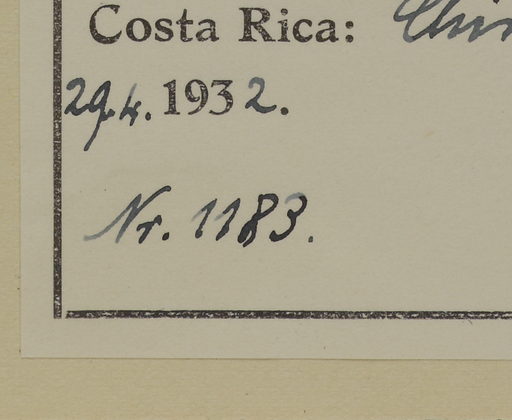 Costa Rica:
29.4. 1932.
Nr. 1183.